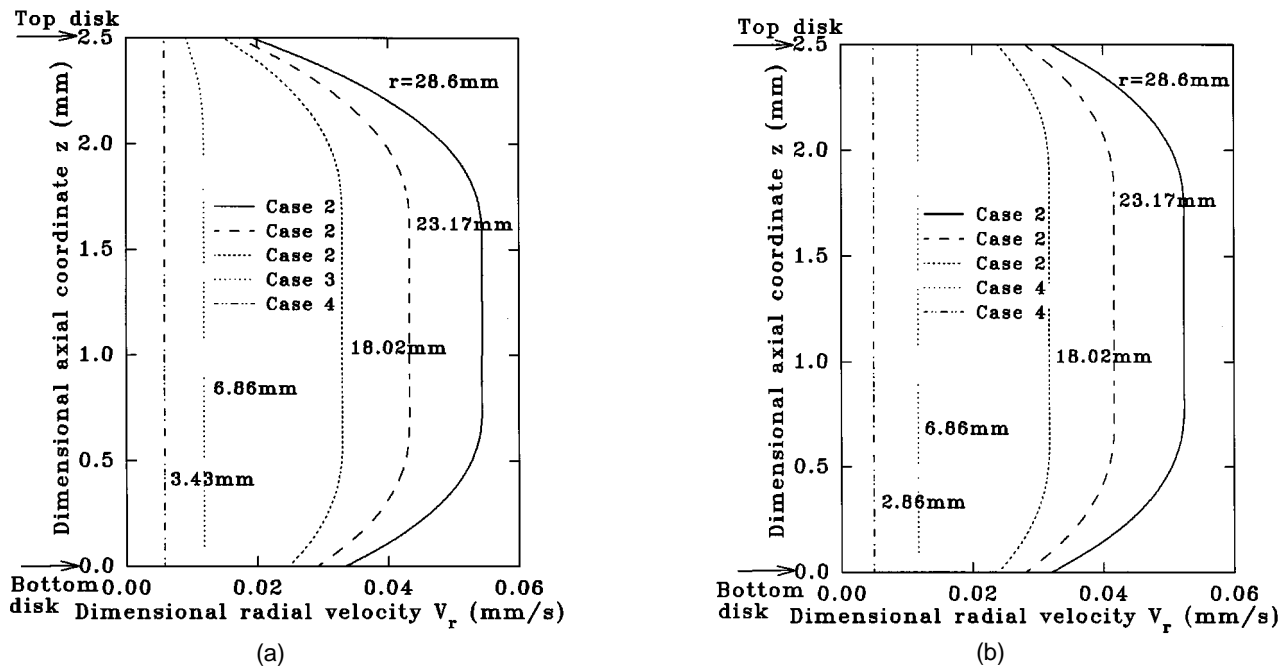 Top disk
2.5
2.0
1.5
1.0
0.5
0.0
Dimensional axial coordinate z (mm)
r=28.6mm
Case 2
Case 2
Case 2
Case 3
Case 4
23.17mm
18.02mm
6.86mm
3.43mm
Bottom disk
0.00
0.02
0.04
0.06
Dimensional radial velocity V_r (mm/s)
(a)
Top disk
2.5
2.0
1.5
1.0
0.5
0.0
Dimensional axial coordinate z (mm)
r=28.6mm
23.17mm
Case 2
Case 2
Case 2
Case 4
Case 4
18.02mm
6.86mm
2.86mm
Bottom disk
0.00
0.02
0.04
0.06
Dimensional radial velocity V_r (mm/s)
(b)